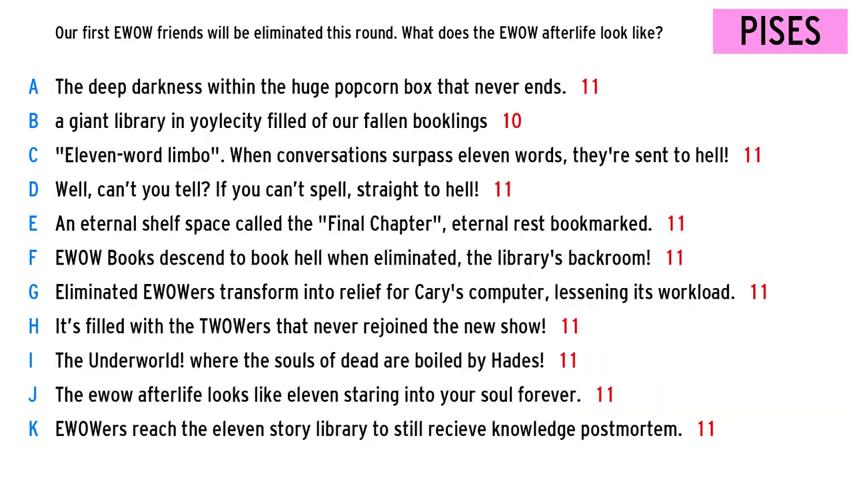 Our first EWOW friends will be eliminated this round. What does the EWOW afterlife look like?
PISES
A The deep darkness within the huge popcorn box that never ends. 11
B a giant library in yoylecity filled of our fallen booklings 10
C "Eleven-word limbo". When conversations surpass eleven words, they're sent to hell! 11
D Well, can’t you tell? If you can’t spell, straight to hell! 11
E An eternal shelf space called the "Final Chapter", eternal rest bookmarked. 11
F EWOW Books descend to book hell when eliminated, the library's backroom! 11
G Eliminated EWOWers transform into relief for Cary's computer, lessening its workload. 11
H It’s filled with the TWOWers that never rejoined the new show! 11
I The Underworld! where the souls of dead are boiled by Hades! 11
J The ewow afterlife looks like eleven staring into your soul forever. 11
K EWOWers reach the eleven story library to still recieve knowledge postmortem. 11